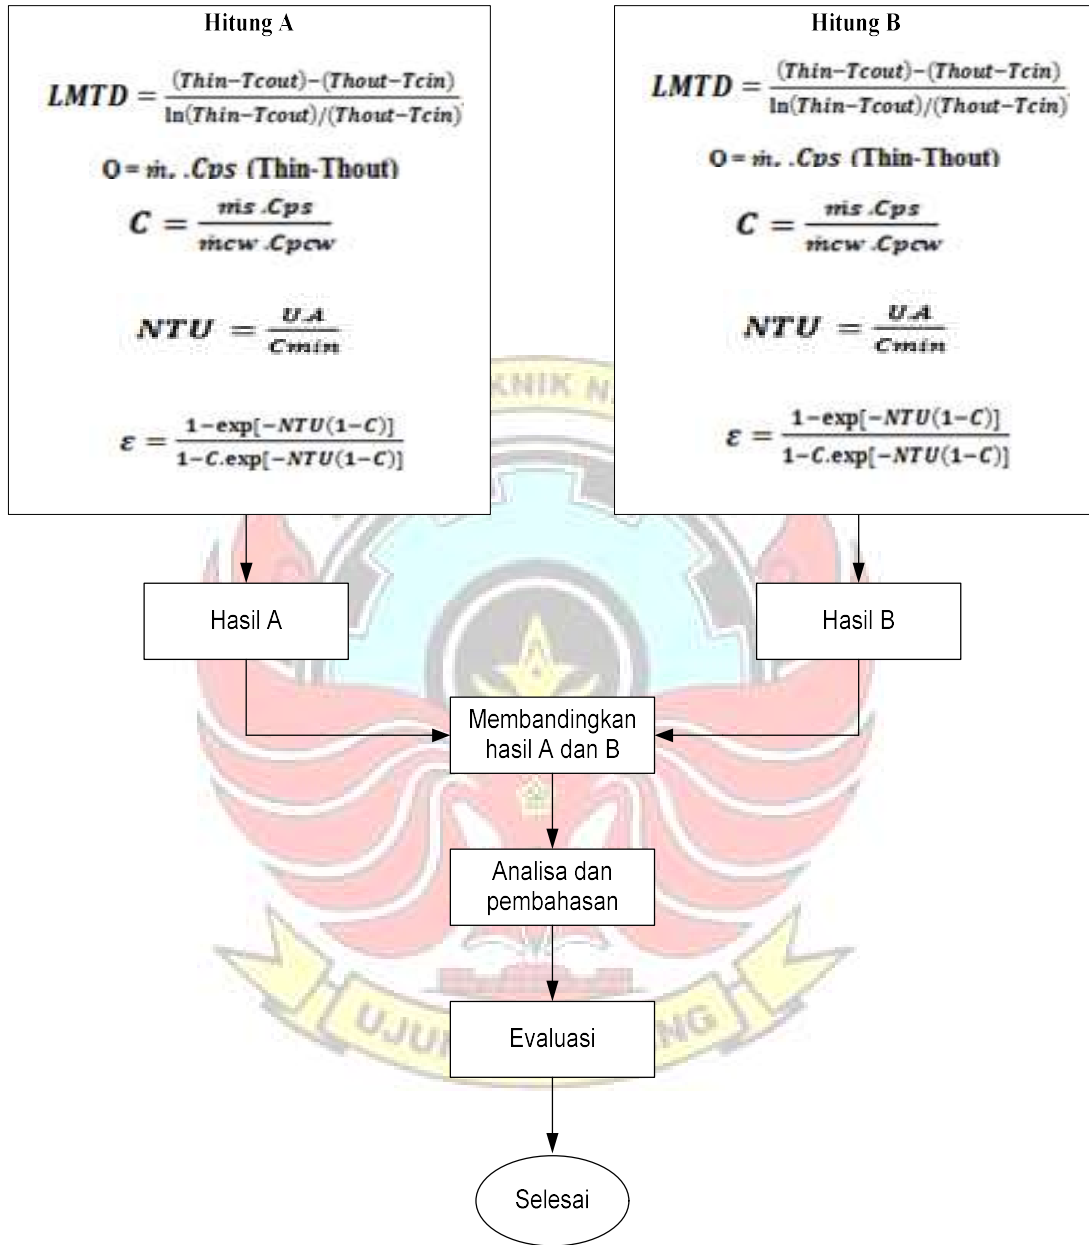 Hitung A
LMTD = (Thin−Tcout)−(Thout−Tcin) / ln(Thin−Tcout)/(Thout−Tcin)
Q = ṁ. .Cps (Thin-Thout)
C = ṁs .Cps / ṁcw .Cpcw
NTU = U.A / Cmin
ε = 1−exp[−NTU(1−C)] / 1−C.exp[−NTU(1−C)]
Hitung B
LMTD = (Thin−Tcout)−(Thout−Tcin) / ln(Thin−Tcout)/(Thout−Tcin)
Q = ṁ. .Cps (Thin-Thout)
C = ṁs .Cps / ṁcw .Cpcw
NTU = U.A / Cmin
ε = 1−exp[−NTU(1−C)] / 1−C.exp[−NTU(1−C)]
KNIK N
Hasil A
Hasil B
Membandingkan
hasil A dan B
Analisa dan
pembahasan
UJUN NG
Evaluasi
Selesai